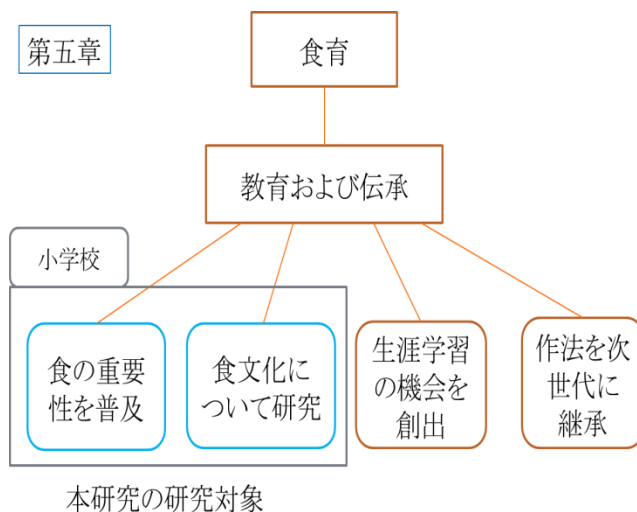 第五章
食育
教育および伝承
小学校
食の重要
性を普及
食文化に
ついて研究
生涯学習
の機会を
創出
作法を次
世代に
継承
本研究の研究対象